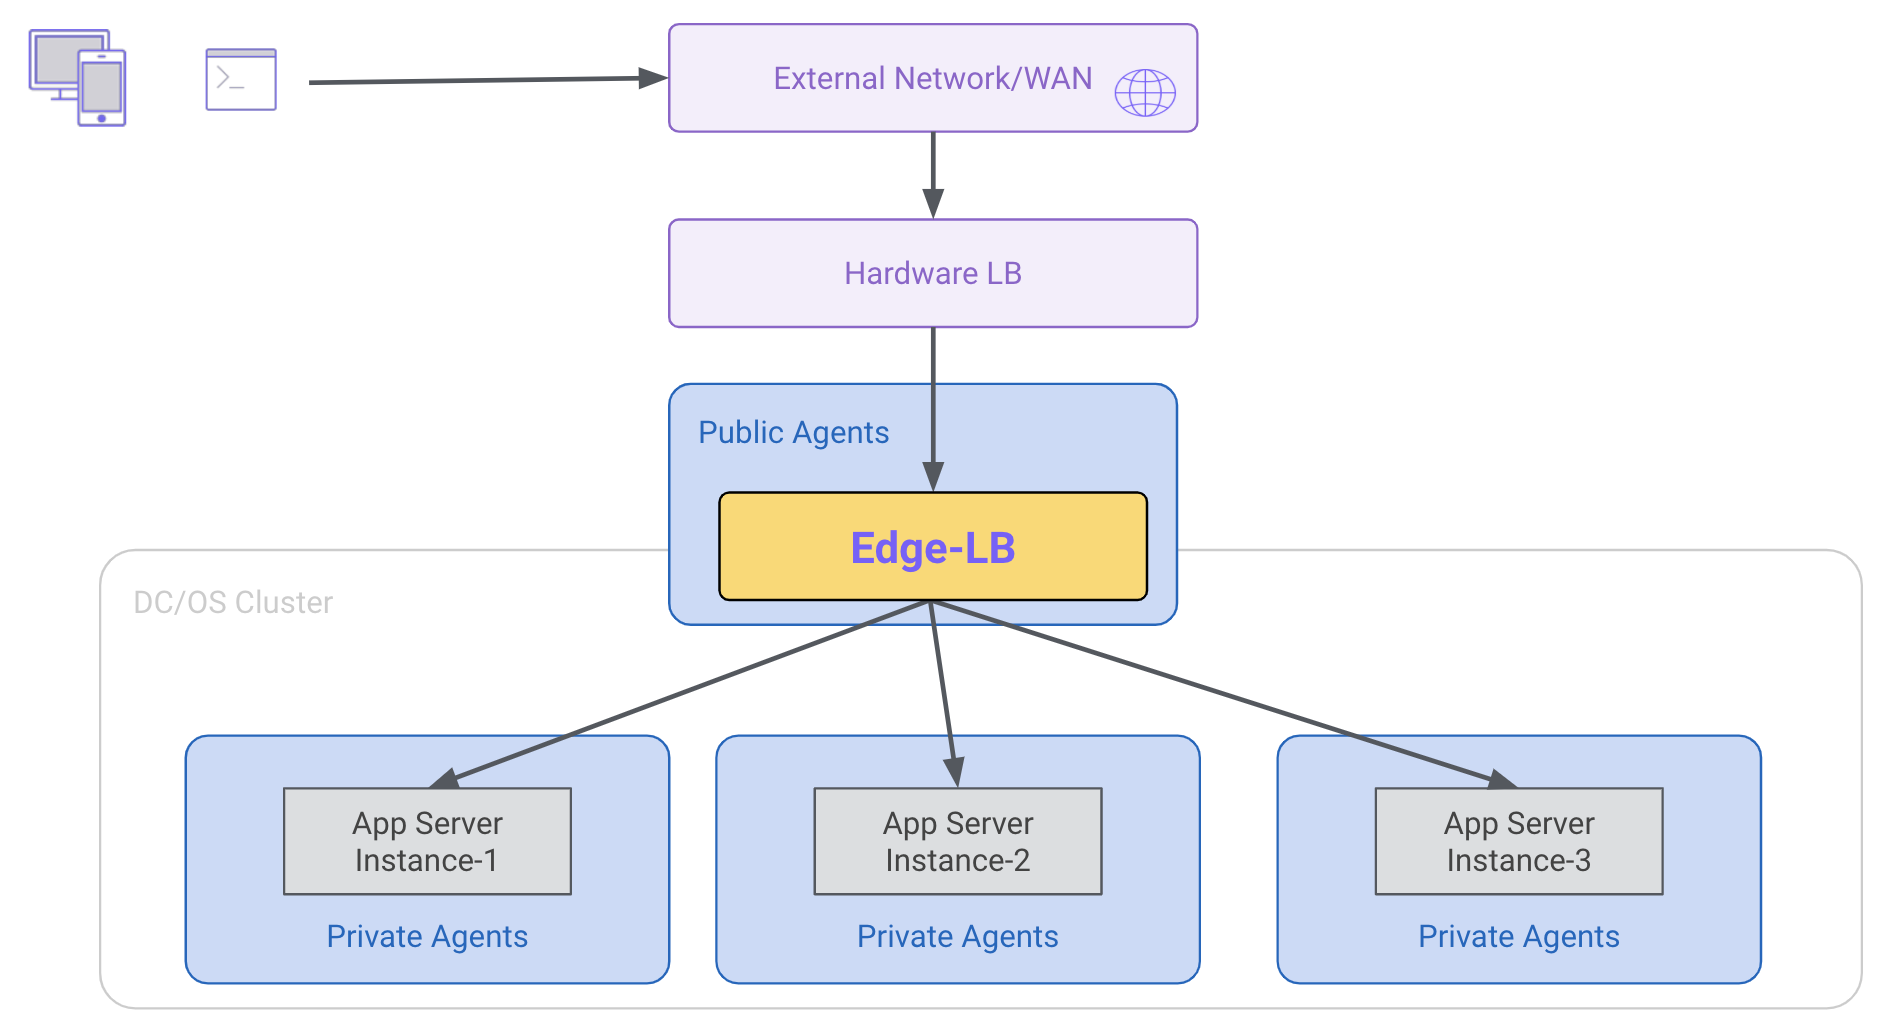 External Network/WAN
Hardware LB
Public Agents
Edge-LB
DC/OS Cluster
App Server
Instance-1
Private Agents
App Server
Instance-2
Private Agents
App Server
Instance-3
Private Agents